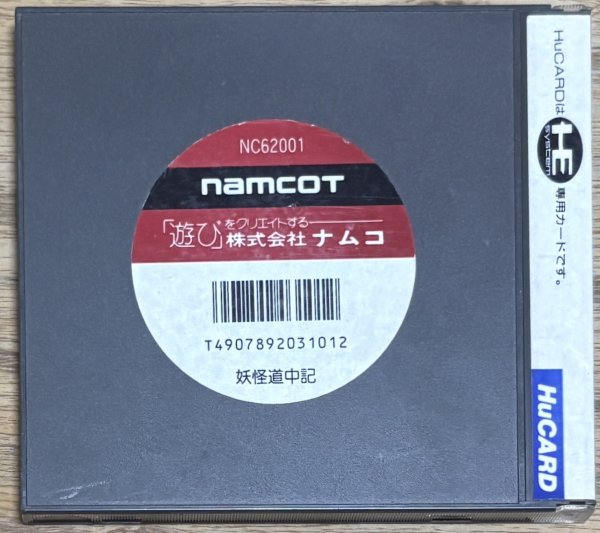 NC62001
namcot
「遊び」をクリエイトする
株式会社ナムコ
T4907892031012
妖怪道中記
HuCARDは HE system 専用カードです。
HuCARD